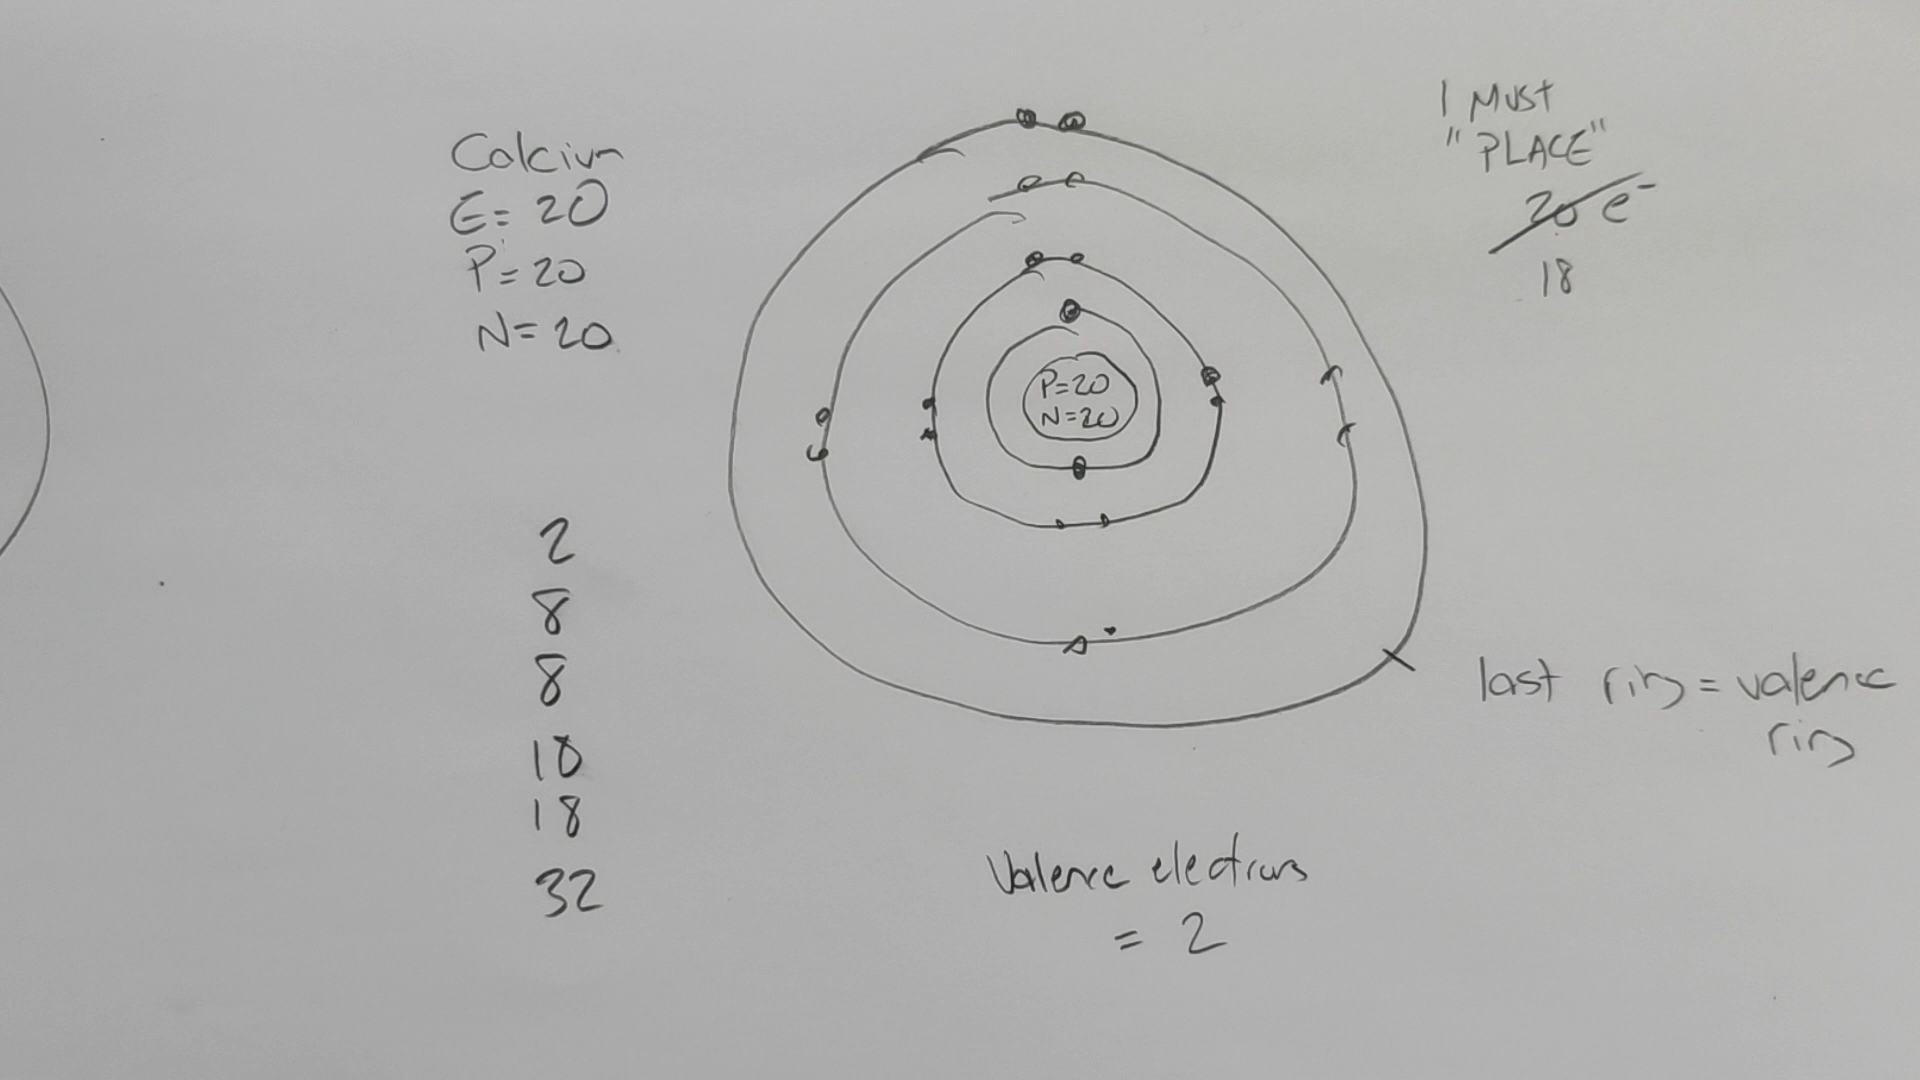 Calcium
E=20
P=20
N=20
2
8
8
18
18
32
P=20
N=20
I MUST
"PLACE"
20 e⁻
18
last ring = valence
ring
Valence electrons
= 2